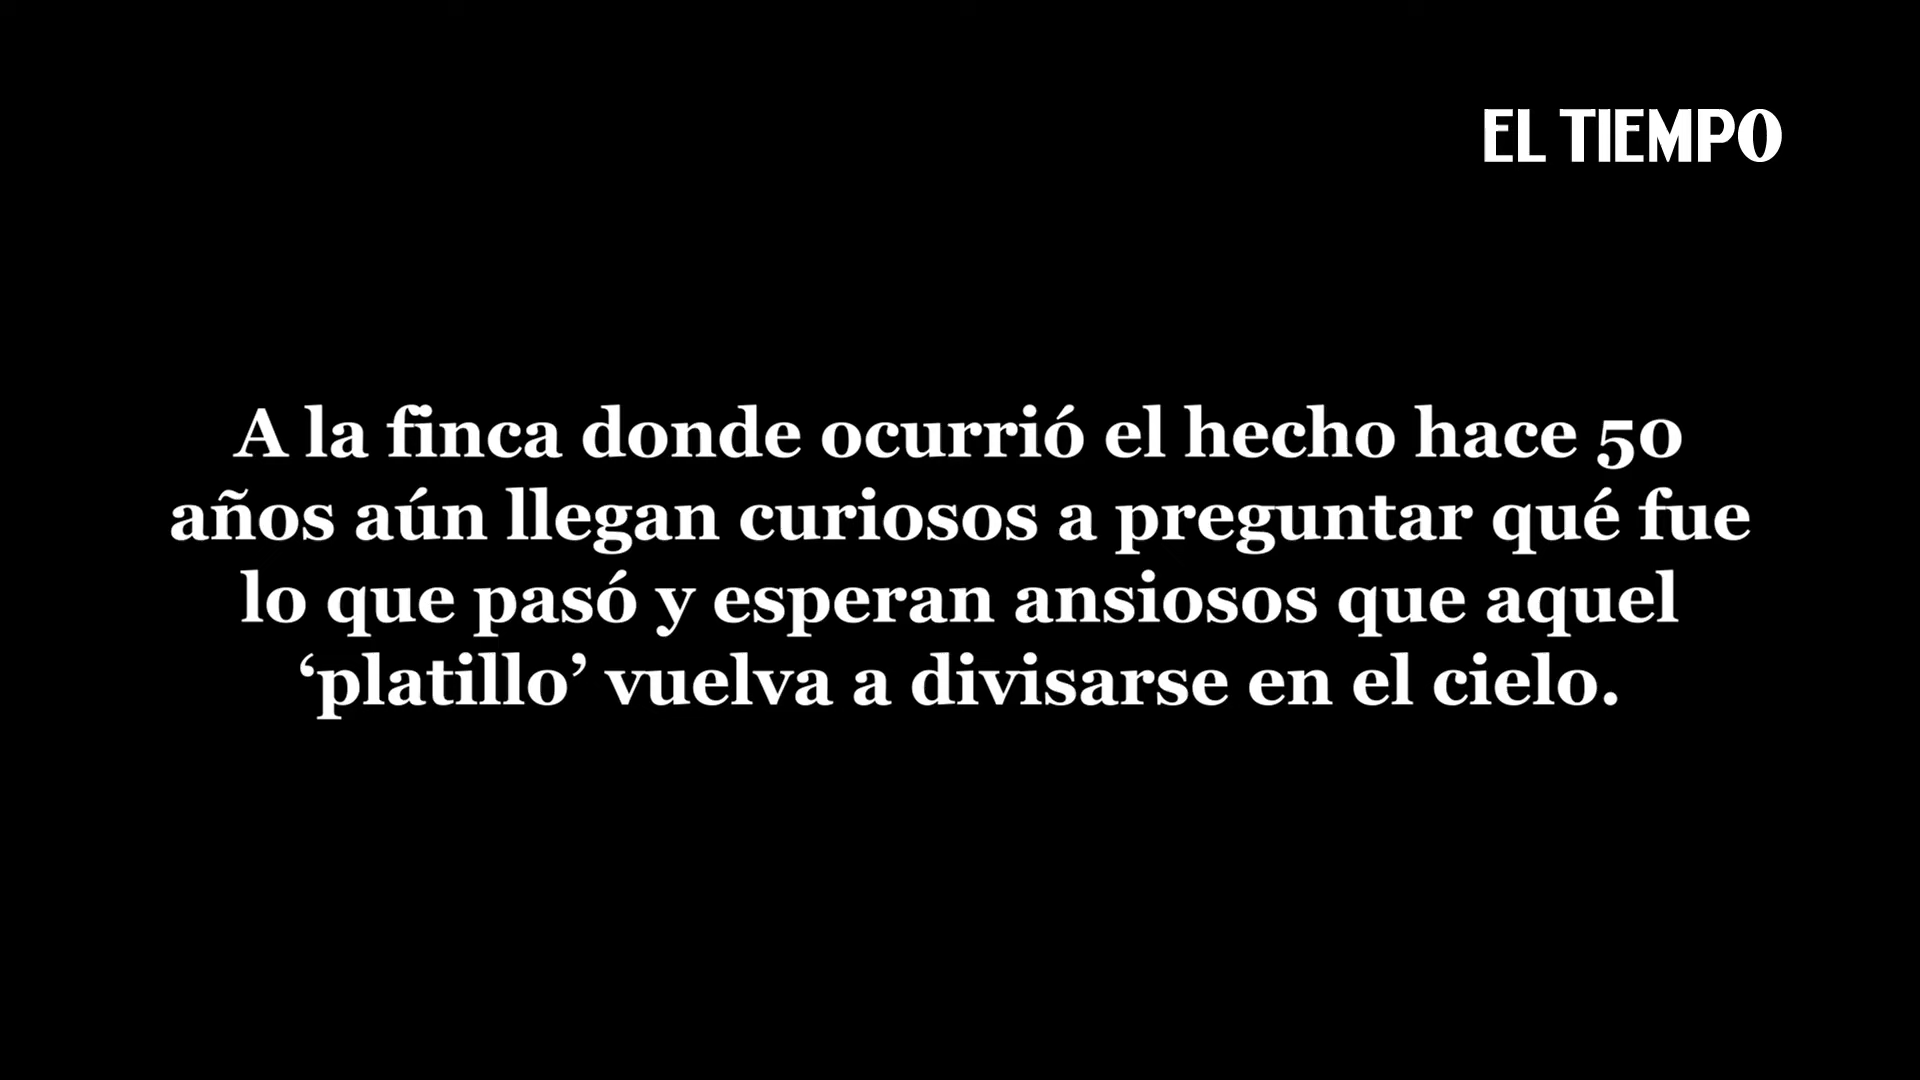 EL TIEMPO
A la finca donde ocurrió el hecho hace 50
años aún llegan curiosos a preguntar qué fue
lo que pasó y esperan ansiosos que aquel
‘platillo’ vuelva a divisarse en el cielo.